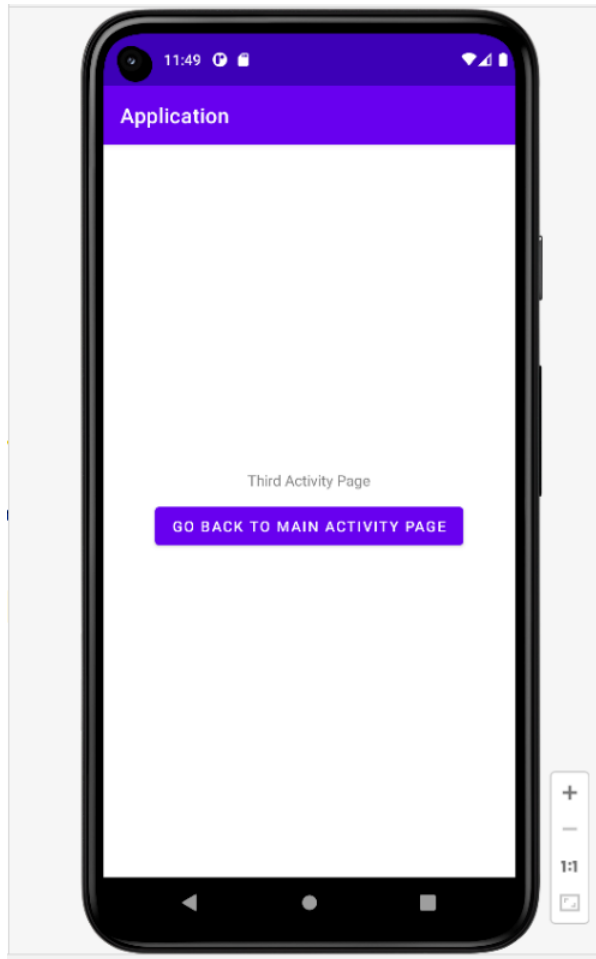 11:49
Application
Third Activity Page
GO BACK TO MAIN ACTIVITY PAGE
1:1